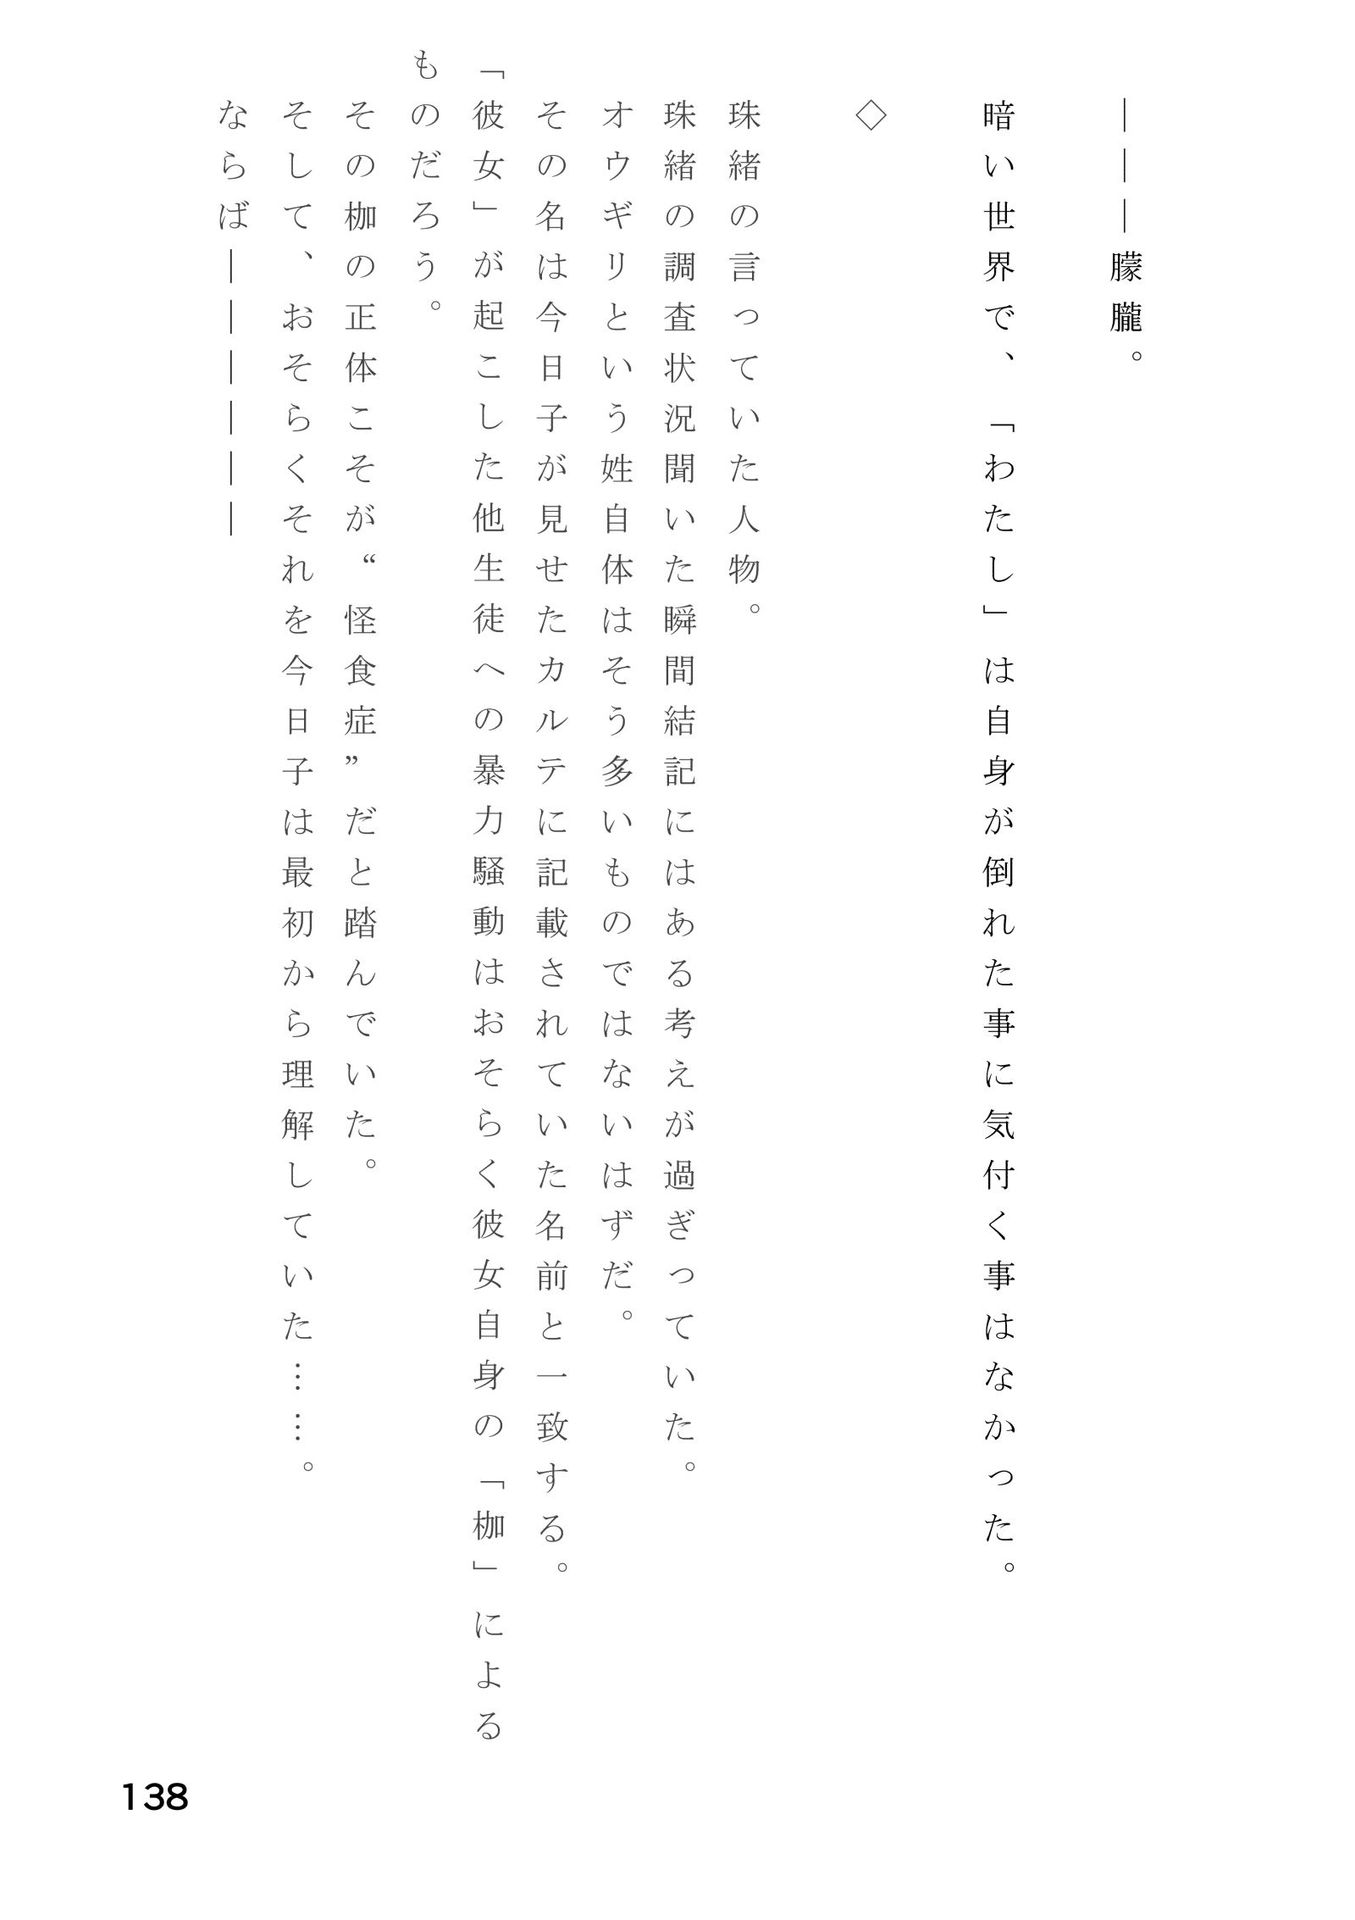 ―――朦朧。
暗い世界で、「わたし」は自身が倒れた事に気付く事はなかった。
◇
珠緒の言っていた人物。
珠緒の調査状況聞いた瞬間結記にはある考えが過ぎっていた。
オウギリという姓自体はそう多いものではないはずだ。
その名は今日子が見せたカルテに記載されていた名前と一致する。
「彼女」が起こした他生徒への暴力騒動はおそらく彼女自身の「枷」による
ものだろう。
その枷の正体こそが“怪食症”だと踏んでいた。
そして、おそらくそれを今日子は最初から理解していた……。
ならば――――――
138